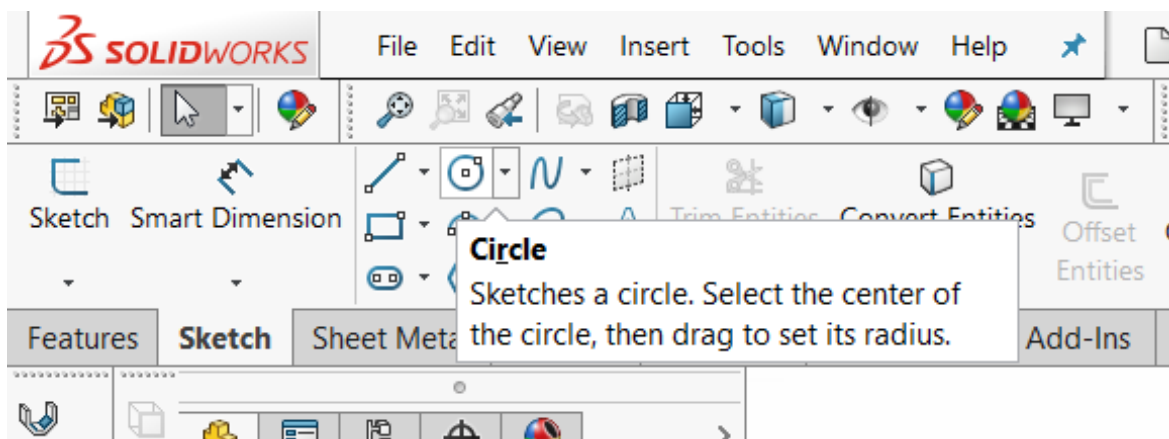 SOLIDWORKS File Edit View Insert Tools Window Help
Sketch Smart Dimension Trim Entities Convert Entities
Offset
Entities
Circle
Sketches a circle. Select the center of
the circle, then drag to set its radius.
Features Sketch Sheet Meta Add-Ins